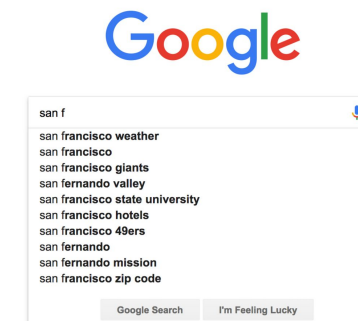 Google
san f
san francisco weather
san francisco
san francisco giants
san fernando valley
san francisco state university
san francisco hotels
san francisco 49ers
san fernando
san fernando mission
san francisco zip code
Google Search I'm Feeling Lucky